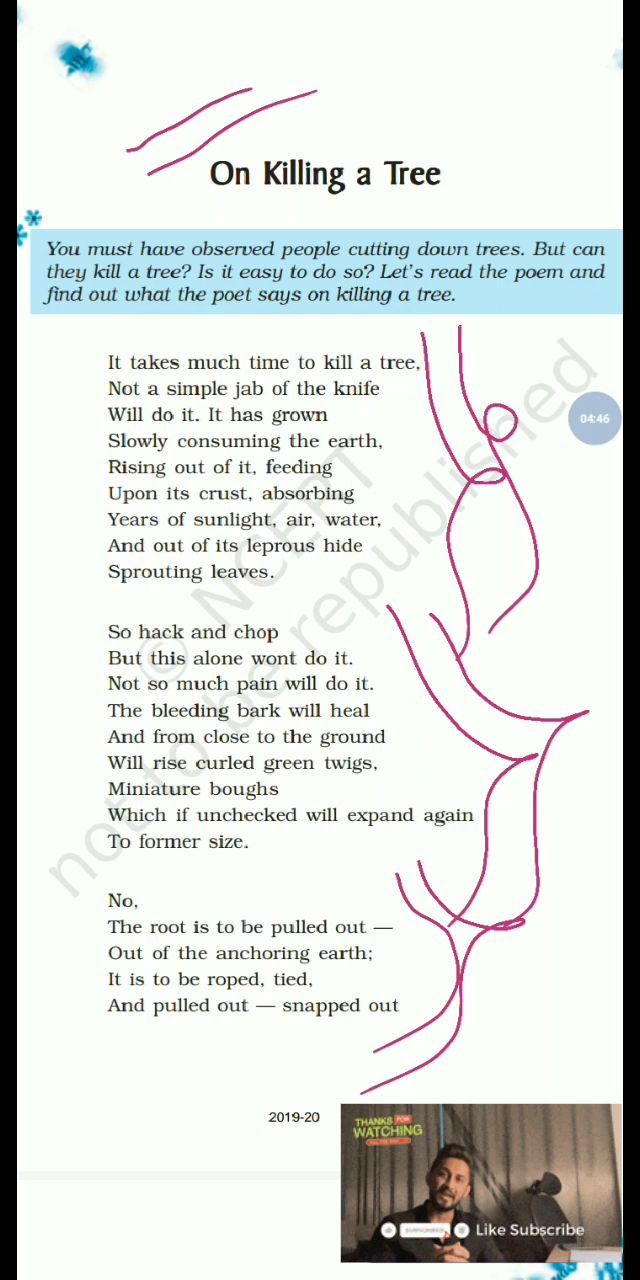 On Killing a Tree
You must have observed people cutting down trees. But can
they kill a tree? Is it easy to do so? Let's read the poem and
find out what the poet says on killing a tree.
It takes much time to kill a tree,
Not a simple jab of the knife
Will do it. It has grown
Slowly consuming the earth,
Rising out of it, feeding
Upon its crust, absorbing
Years of sunlight, air, water,
And out of its leprous hide
Sprouting leaves.
04:46
So hack and chop
But this alone wont do it.
Not so much pain will do it.
The bleeding bark will heal
And from close to the ground
Will rise curled green twigs,
Miniature boughs
Which if unchecked will expand again
To former size.
No,
The root is to be pulled out —
Out of the anchoring earth;
It is to be roped, tied,
And pulled out — snapped out
© NCERT
not to be republished
2019-20
THANKS FOR
WATCHING
SUBSCRIBE
Like Subscribe